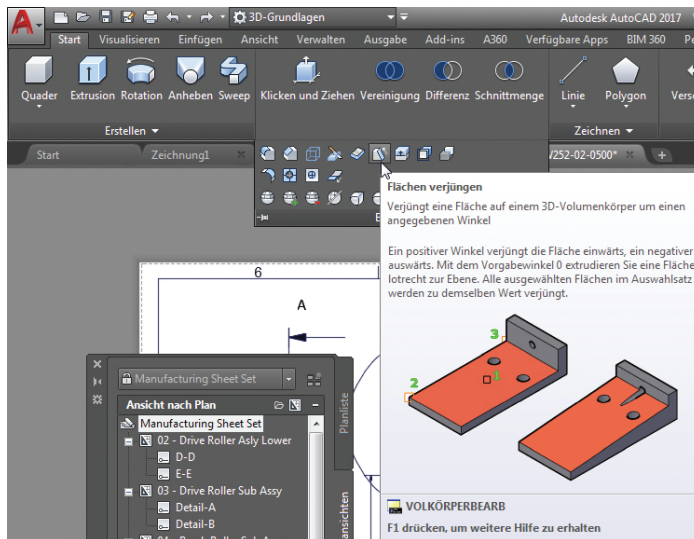 A
3D-Grundlagen
Autodesk AutoCAD 2017
Start Visualisieren Einfügen Ansicht Verwalten Ausgabe Add-ins A360 Verfügbare Apps BIM 360
Quader Extrusion Rotation Anheben Sweep Klicken und Ziehen Vereinigung Differenz Schnittmenge Linie Polygon
Erstellen
Zeichnen
Start Zeichnung1
V252-02-0500*
Flächen verjüngen
Verjüngt eine Fläche auf einem 3D-Volumenkörper um einen
angegebenen Winkel
Ein positiver Winkel verjüngt die Fläche einwärts, ein negativer
auswärts. Mit dem Vorgabewinkel 0 extrudieren Sie eine Fläche
lotrecht zur Ebene. Alle ausgewählten Flächen im Auswahlsatz
werden zu demselben Wert verjüngt.
3
2
1
VOLKÖRPERBEARB
F1 drücken, um weitere Hilfe zu erhalten
6
A
Manufacturing Sheet Set
Ansicht nach Plan
Manufacturing Sheet Set
02 - Drive Roller Asly Lower
D-D
E-E
03 - Drive Roller Sub Assy
Detail-A
Detail-B
Planliste